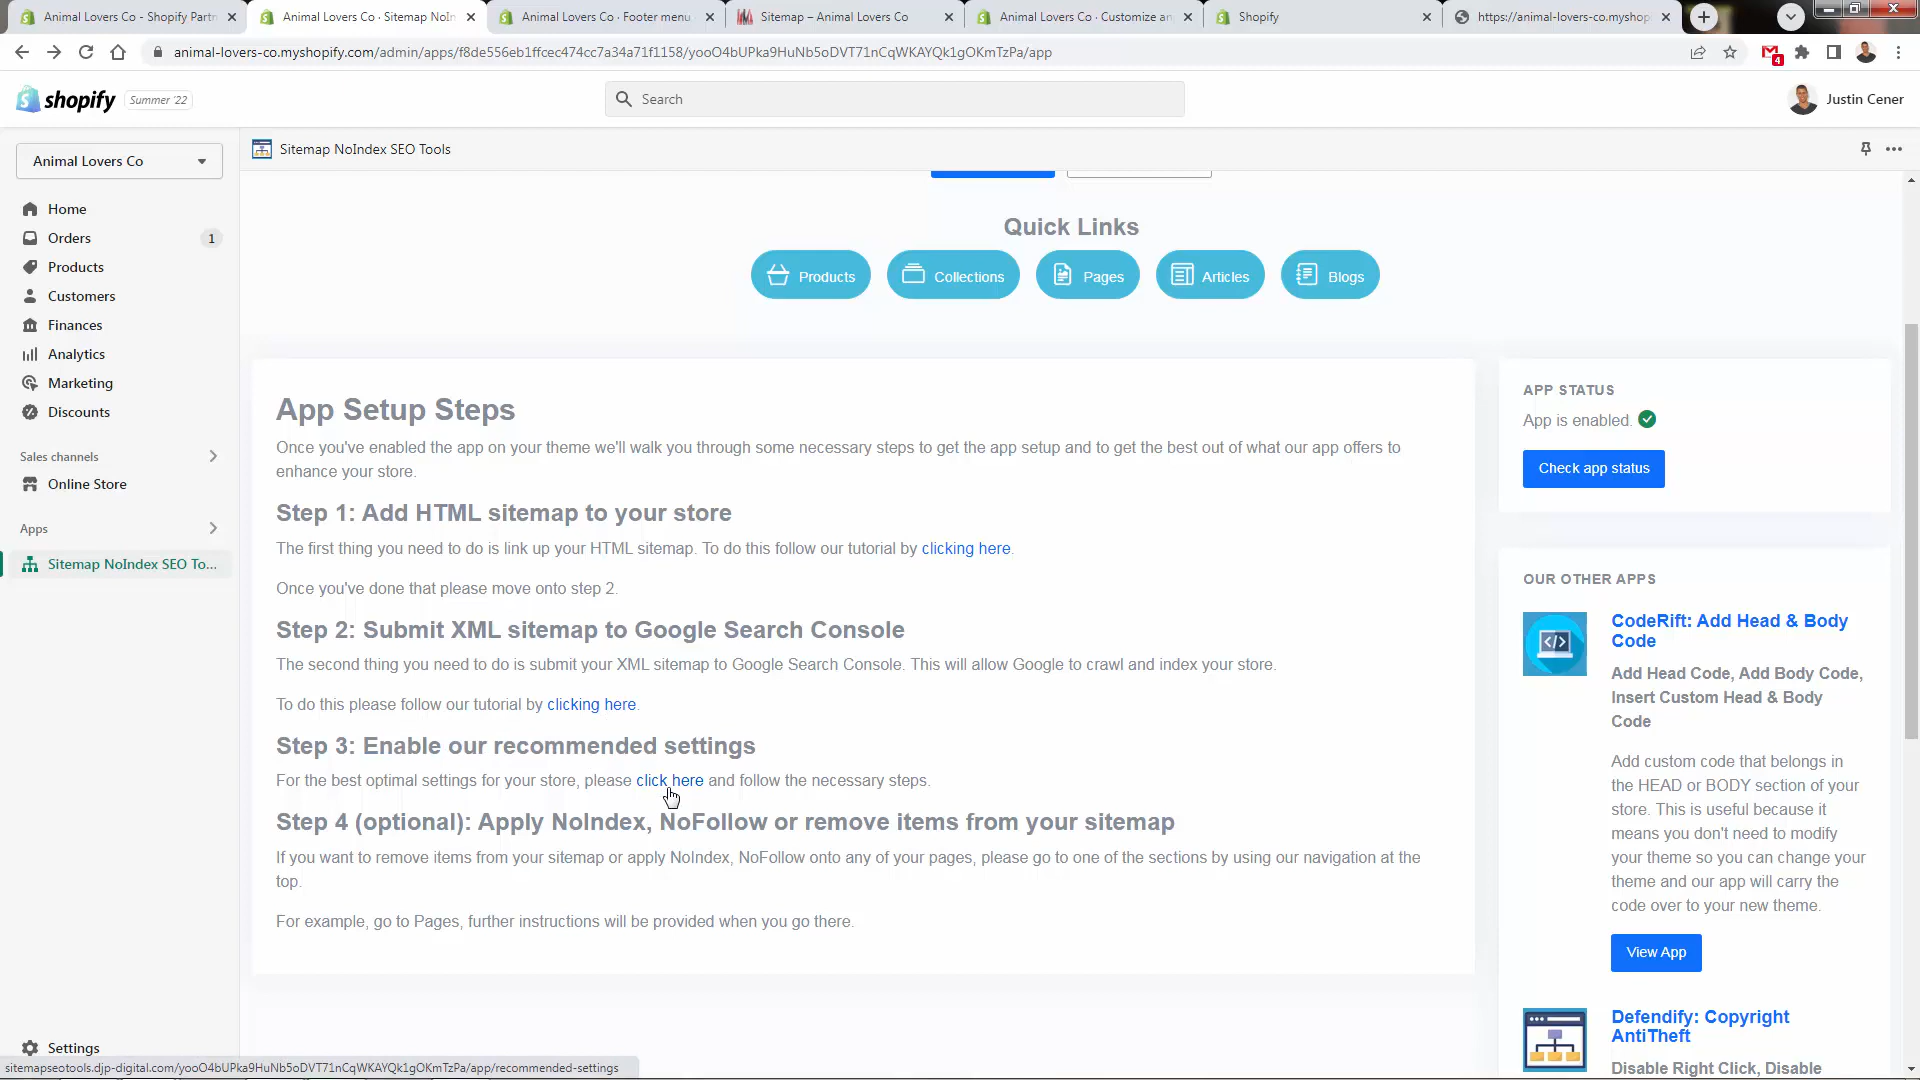 Animal Lovers Co - Shopify Partn
Animal Lovers Co · Sitemap NoIn
Animal Lovers Co · Footer menu
Sitemap – Animal Lovers Co
Animal Lovers Co · Customize an
Shopify
https://animal-lovers-co.myshop
animal-lovers-co.myshopify.com/admin/apps/f8de556eb1ffcec474cc7a34a71f1158/yooO4bUPka9HuNb5oDVT71nCqWKAYQk1gOKmTzPa/app
4
shopify
Summer '22
Search
Justin Cener
Animal Lovers Co
Sitemap NoIndex SEO Tools
Home
Orders
1
Products
Customers
Finances
Analytics
Marketing
Discounts
Sales channels
Online Store
Apps
Sitemap NoIndex SEO To...
Settings
Quick Links
Products
Collections
Pages
Articles
Blogs
App Setup Steps
Once you've enabled the app on your theme we'll walk you through some necessary steps to get the app setup and to get the best out of what our app offers to
enhance your store.
Step 1: Add HTML sitemap to your store
The first thing you need to do is link up your HTML sitemap. To do this follow our tutorial by clicking here.
Once you've done that please move onto step 2.
Step 2: Submit XML sitemap to Google Search Console
The second thing you need to do is submit your XML sitemap to Google Search Console. This will allow Google to crawl and index your store.
To do this please follow our tutorial by clicking here.
Step 3: Enable our recommended settings
For the best optimal settings for your store, please click here and follow the necessary steps.
Step 4 (optional): Apply NoIndex, NoFollow or remove items from your sitemap
If you want to remove items from your sitemap or apply NoIndex, NoFollow onto any of your pages, please go to one of the sections by using our navigation at the
top.
For example, go to Pages, further instructions will be provided when you go there.
APP STATUS
App is enabled.
Check app status
OUR OTHER APPS
CodeRift: Add Head & Body
Code
Add Head Code, Add Body Code,
Insert Custom Head & Body
Code
Add custom code that belongs in
the HEAD or BODY section of your
store. This is useful because it
means you don't need to modify
your theme so you can change your
theme and our app will carry the
code over to your new theme.
View App
Defendify: Copyright
AntiTheft
Disable Right Click, Disable
sitemapseotools.djp-digital.com/yooO4bUPka9HuNb5oDVT71nCqWKAYQk1gOKmTzPa/app/recommended-settings